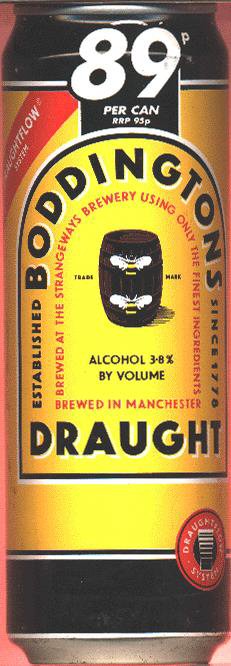 89p
PER CAN
RRP 95p
DRAUGHTFLOW
SYSTEM
BODDINGTONS
BREWED AT THE STRANGEWAYS BREWERY USING ONLY THE FINEST INGREDIENTS
ESTABLISHED
SINCE 1778
TRADE MARK
ALCOHOL 3·8%
BY VOLUME
BREWED IN MANCHESTER
DRAUGHT
DRAUGHTFLOW
SYSTEM